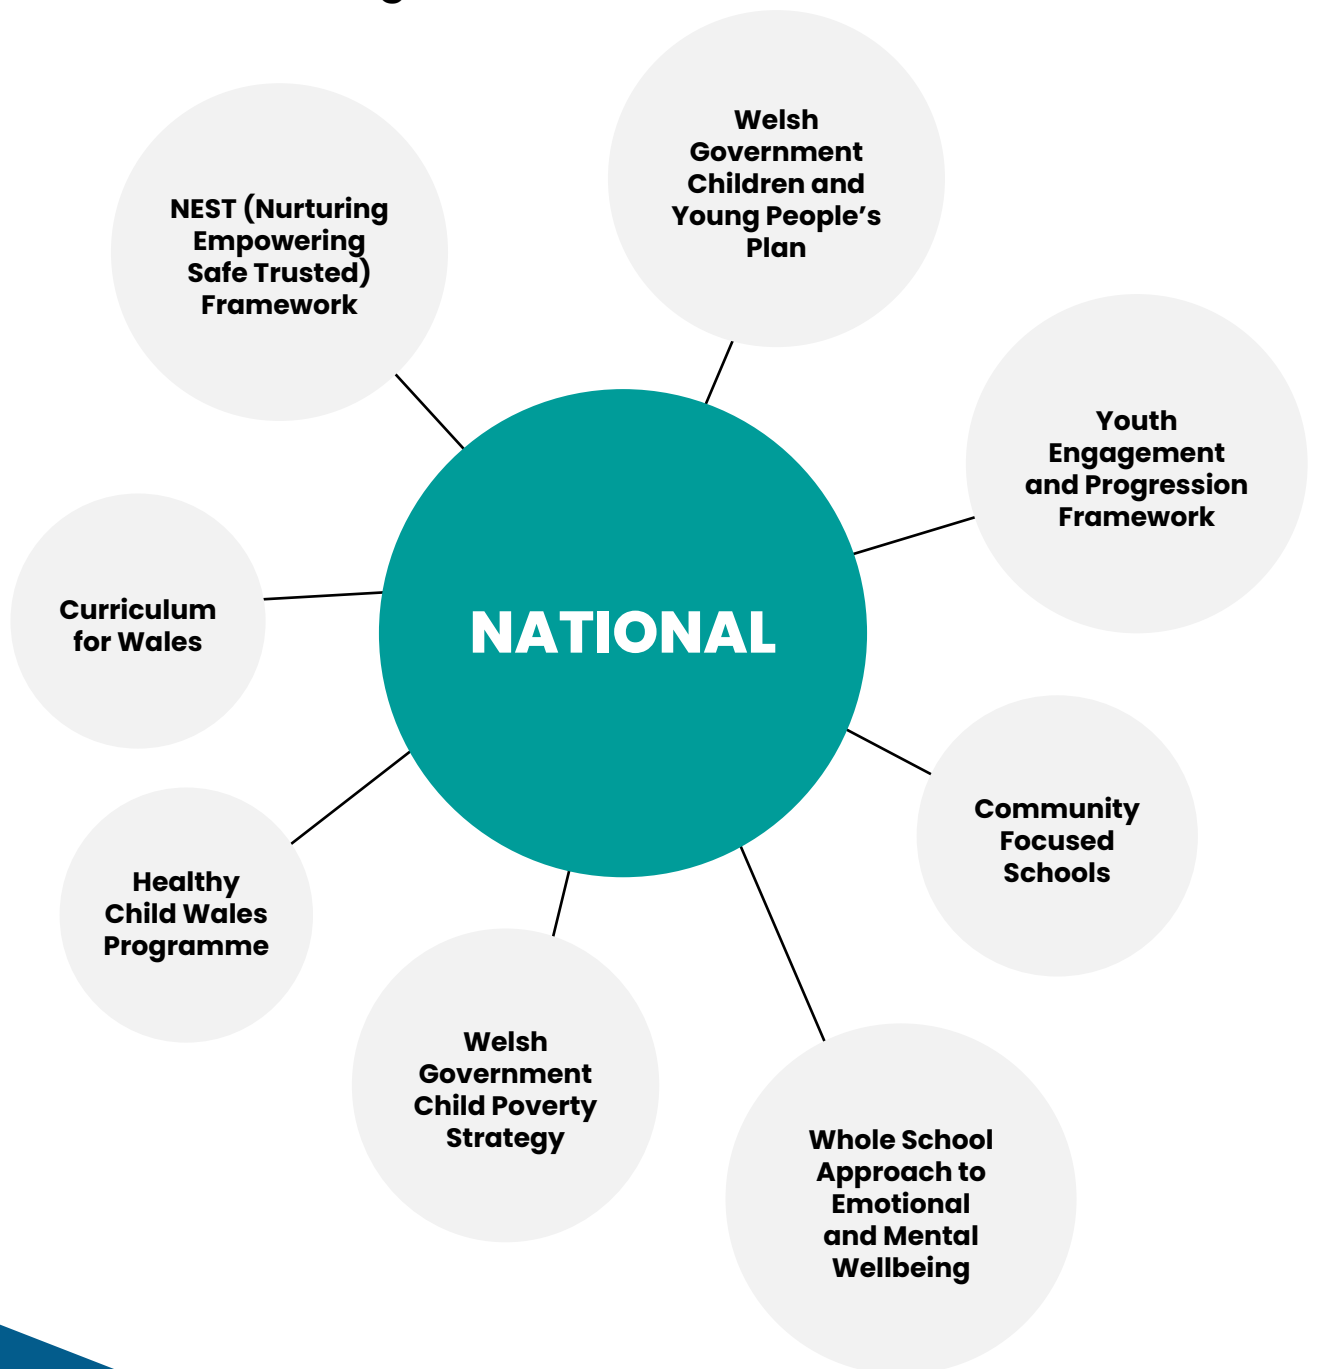 Welsh
Government
Children and
Young People’s
Plan
NEST (Nurturing
Empowering
Safe Trusted)
Framework
Youth
Engagement
and Progression
Framework
NATIONAL
Curriculum
for Wales
Community
Focused
Schools
Healthy
Child Wales
Programme
Welsh
Government
Child Poverty
Strategy
Whole School
Approach to
Emotional
and Mental
Wellbeing